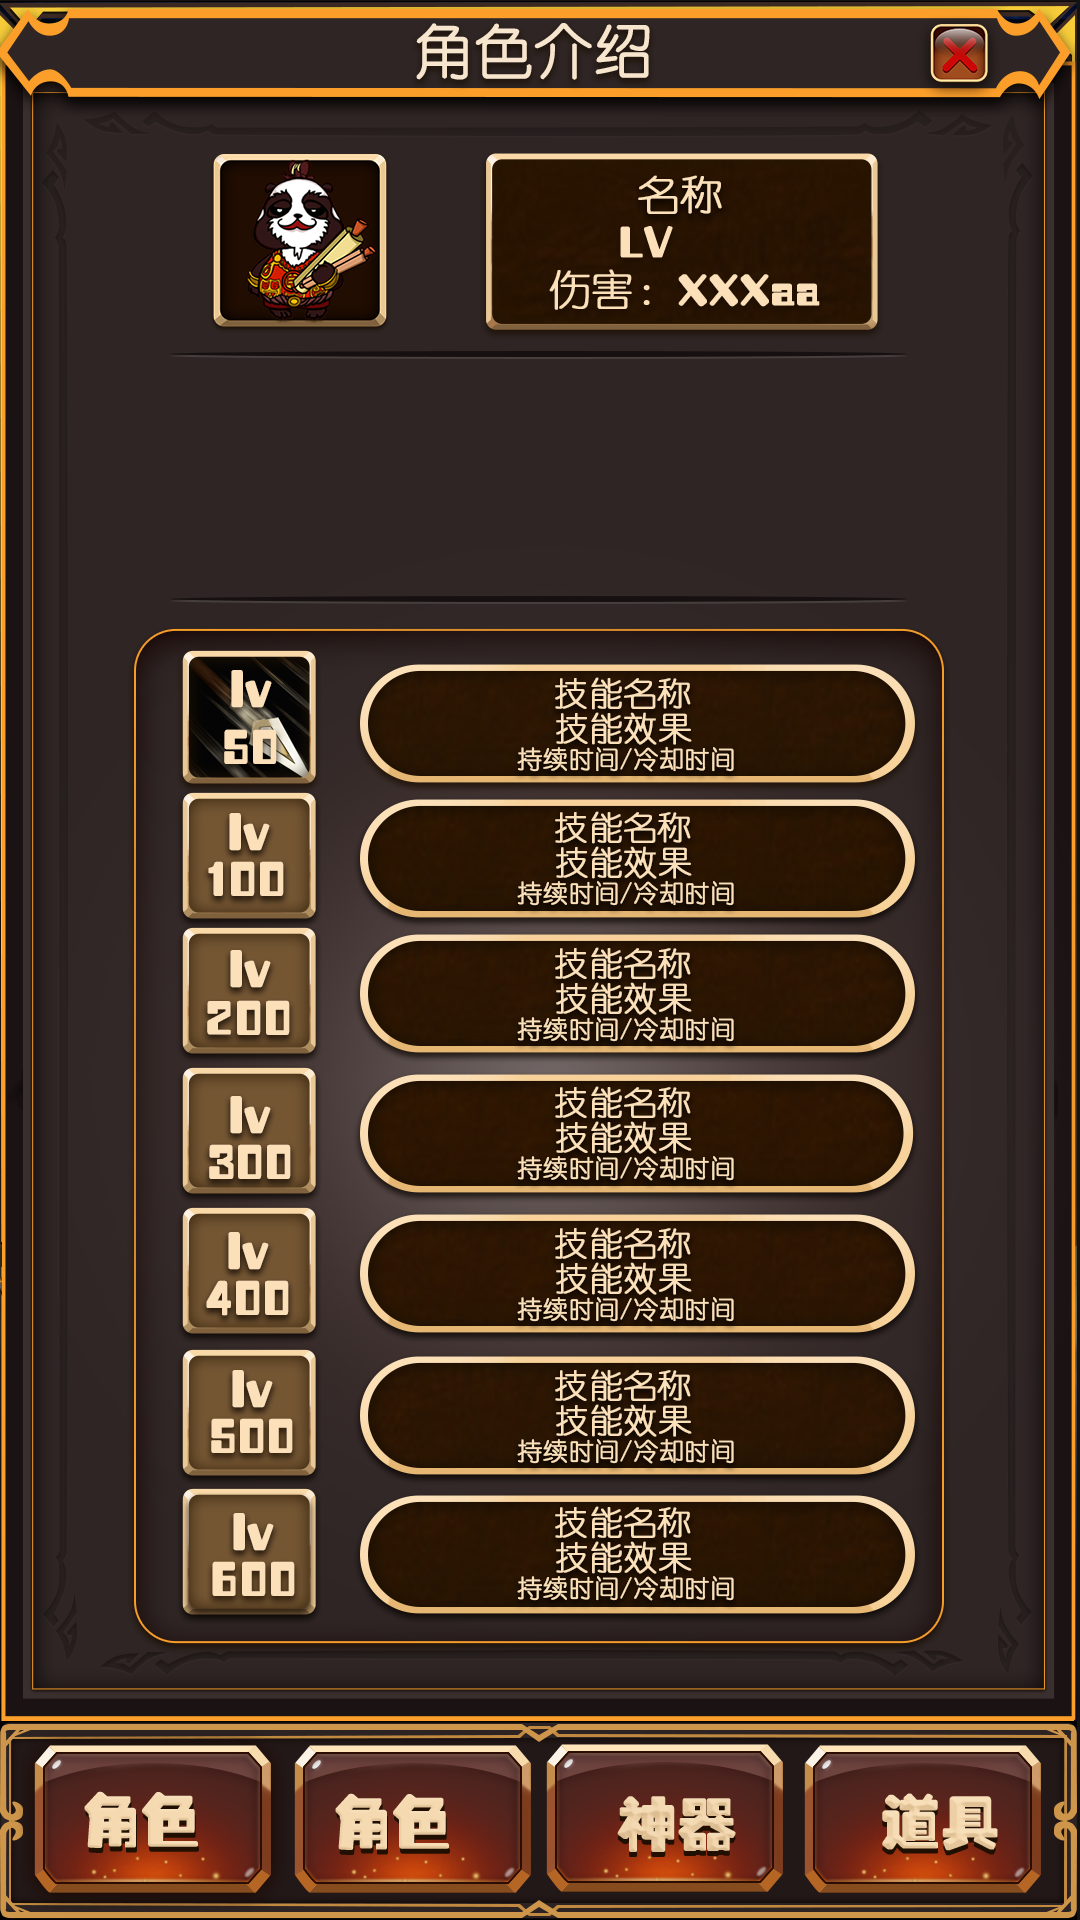 角色介绍
名称
LV
伤害：XXXaa
lv
50
技能名称
技能效果
持续时间/冷却时间
lv
100
技能名称
技能效果
持续时间/冷却时间
lv
200
技能名称
技能效果
持续时间/冷却时间
lv
300
技能名称
技能效果
持续时间/冷却时间
lv
400
技能名称
技能效果
持续时间/冷却时间
lv
500
技能名称
技能效果
持续时间/冷却时间
lv
600
技能名称
技能效果
持续时间/冷却时间
角色
角色
神器
道具